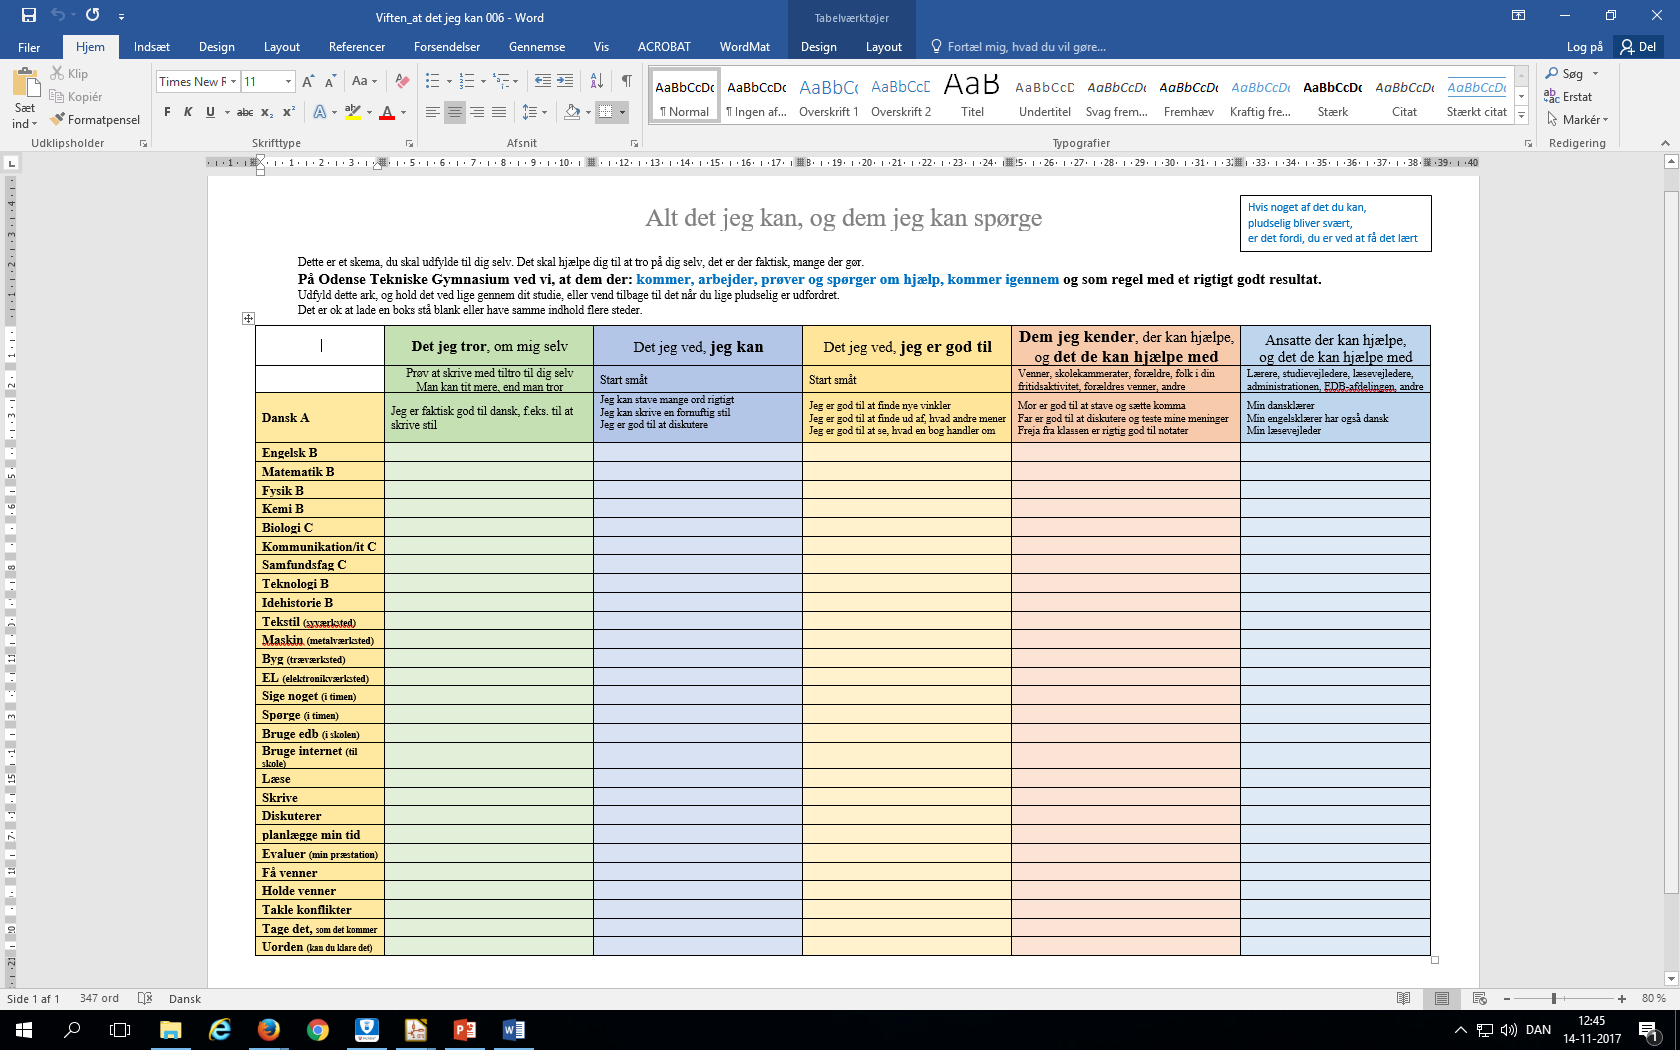 Viften_at det jeg kan 006 - Word
Tabelværktøjer
Filer
Hjem
Indsæt
Design
Layout
Referencer
Forsendelser
Gennemse
Vis
ACROBAT
WordMat
Design
Layout
Fortæl mig, hvad du vil gøre...
Log på
Del
Sæt
ind
Klip
Kopiér
Formatpensel
Udklipsholder
Times New R
11
Skrifttype
Afsnit
AaBbCcDc
¶ Normal
AaBbCcDc
¶ Ingen af...
AaBbC(
Overskrift 1
AaBbCcD
Overskrift 2
AaB
Titel
AaBbCcD
Undertitel
AaBbCcDc
Svag frem...
AaBbCcDc
Fremhæv
AaBbCcDc
Kraftig fre...
AaBbCcDc
Stærk
AaBbCcDc
Citat
AaBbCcDc
Stærkt citat
Typografier
Søg
Erstat
Markér
Redigering
Alt det jeg kan, og dem jeg kan spørge
Hvis noget af det du kan,
pludselig bliver svært,
er det fordi, du er ved at få det lært
Dette er et skema, du skal udfylde til dig selv. Det skal hjælpe dig til at tro på dig selv, det er der faktisk, mange der gør.
På Odense Tekniske Gymnasium ved vi, at dem der: kommer, arbejder, prøver og spørger om hjælp, kommer igennem og som regel med et rigtigt godt resultat.
Udfyld dette ark, og hold det ved lige gennem dit studie, eller vend tilbage til det når du lige pludselig er udfordret.
Det er ok at lade en boks stå blank eller have samme indhold flere steder.
Det jeg tror, om mig selv
Det jeg ved, jeg kan
Det jeg ved, jeg er god til
Dem jeg kender, der kan hjælpe,
og det de kan hjælpe med
Ansatte der kan hjælpe,
og det de kan hjælpe med
Prøv at skrive med tiltro til dig selv
Man kan tit mere, end man tror
Start småt
Start småt
Venner, skolekammerater, forældre, folk i din
fritidsaktivitet, forældres venner, andre
Lærere, studievejledere, læsevejledere,
administrationen, EDB-afdelingen, andre
Dansk A
Jeg er faktisk god til dansk, f.eks. til at
skrive stil
Jeg kan stave mange ord rigtigt
Jeg kan skrive en fornuftig stil
Jeg er god til at diskutere
Jeg er god til at finde nye vinkler
Jeg er god til at finde ud af, hvad andre mener
Jeg er god til at se, hvad en bog handler om
Mor er god til at stave og sætte komma
Far er god til at diskutere og teste mine meninger
Freja fra klassen er rigtig god til notater
Min dansklærer
Min engelsklærer har også dansk
Min læsevejleder
Engelsk B
Matematik B
Fysik B
Kemi B
Biologi C
Kommunikation/it C
Samfundsfag C
Teknologi B
Idehistorie B
Tekstil (syværksted)
Maskin (metalværksted)
Byg (træværksted)
EL (elektronikværksted)
Sige noget (i timen)
Spørge (i timen)
Bruge edb (i skolen)
Bruge internet (til
skole)
Læse
Skrive
Diskuterer
planlægge min tid
Evaluer (min præstation)
Få venner
Holde venner
Takle konflikter
Tage det, som det kommer
Uorden (kan du klare det)
Side 1 af 1
347 ord
Dansk
80 %
DAN
12:45
14-11-2017